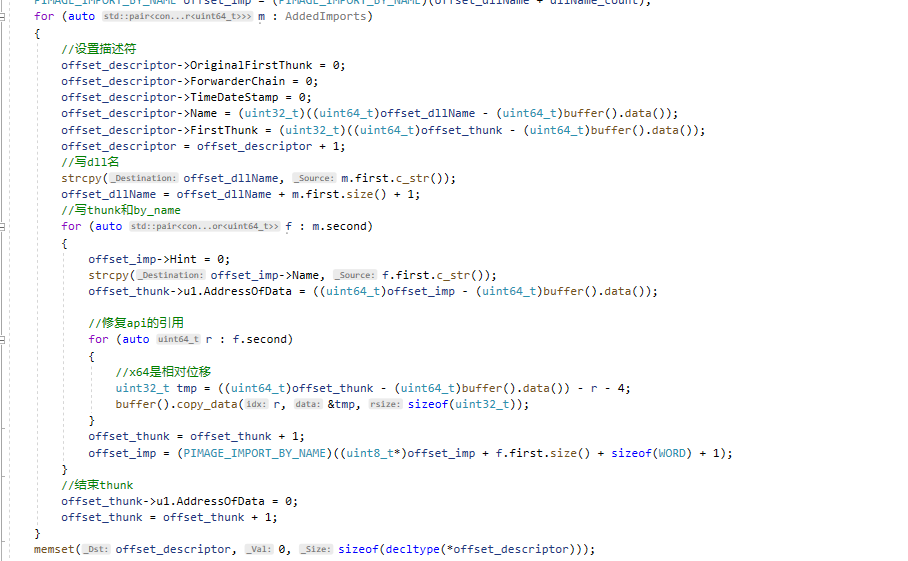 PIMAGE_IMPORT_BY_NAME offset_imp = (PIMAGE_IMPORT_BY_NAME)(offset_dllName + dllName_count);
for (auto std::pair<con...r<uint64_t>>> m : AddedImports)
{
//设置描述符
offset_descriptor->OriginalFirstThunk = 0;
offset_descriptor->ForwarderChain = 0;
offset_descriptor->TimeDateStamp = 0;
offset_descriptor->Name = (uint32_t)((uint64_t)offset_dllName - (uint64_t)buffer().data());
offset_descriptor->FirstThunk = (uint32_t)((uint64_t)offset_thunk - (uint64_t)buffer().data());
offset_descriptor = offset_descriptor + 1;
//写dll名
strcpy(_Destination: offset_dllName, _Source: m.first.c_str());
offset_dllName = offset_dllName + m.first.size() + 1;
//写thunk和by_name
for (auto std::pair<con...or<uint64_t>> f : m.second)
{
offset_imp->Hint = 0;
strcpy(_Destination: offset_imp->Name, _Source: f.first.c_str());
offset_thunk->u1.AddressOfData = ((uint64_t)offset_imp - (uint64_t)buffer().data());
//修复api的引用
for (auto uint64_t r : f.second)
{
//x64是相对位移
uint32_t tmp = ((uint64_t)offset_thunk - (uint64_t)buffer().data()) - r - 4;
buffer().copy_data(idx: r, data: &tmp, rsize: sizeof(uint32_t));
}
offset_thunk = offset_thunk + 1;
offset_imp = (PIMAGE_IMPORT_BY_NAME)((uint8_t*)offset_imp + f.first.size() + sizeof(WORD) + 1);
}
//结束thunk
offset_thunk->u1.AddressOfData = 0;
offset_thunk = offset_thunk + 1;
}
memset(_Dst: offset_descriptor, _Val: 0, _Size: sizeof(decltype(*offset_descriptor)));